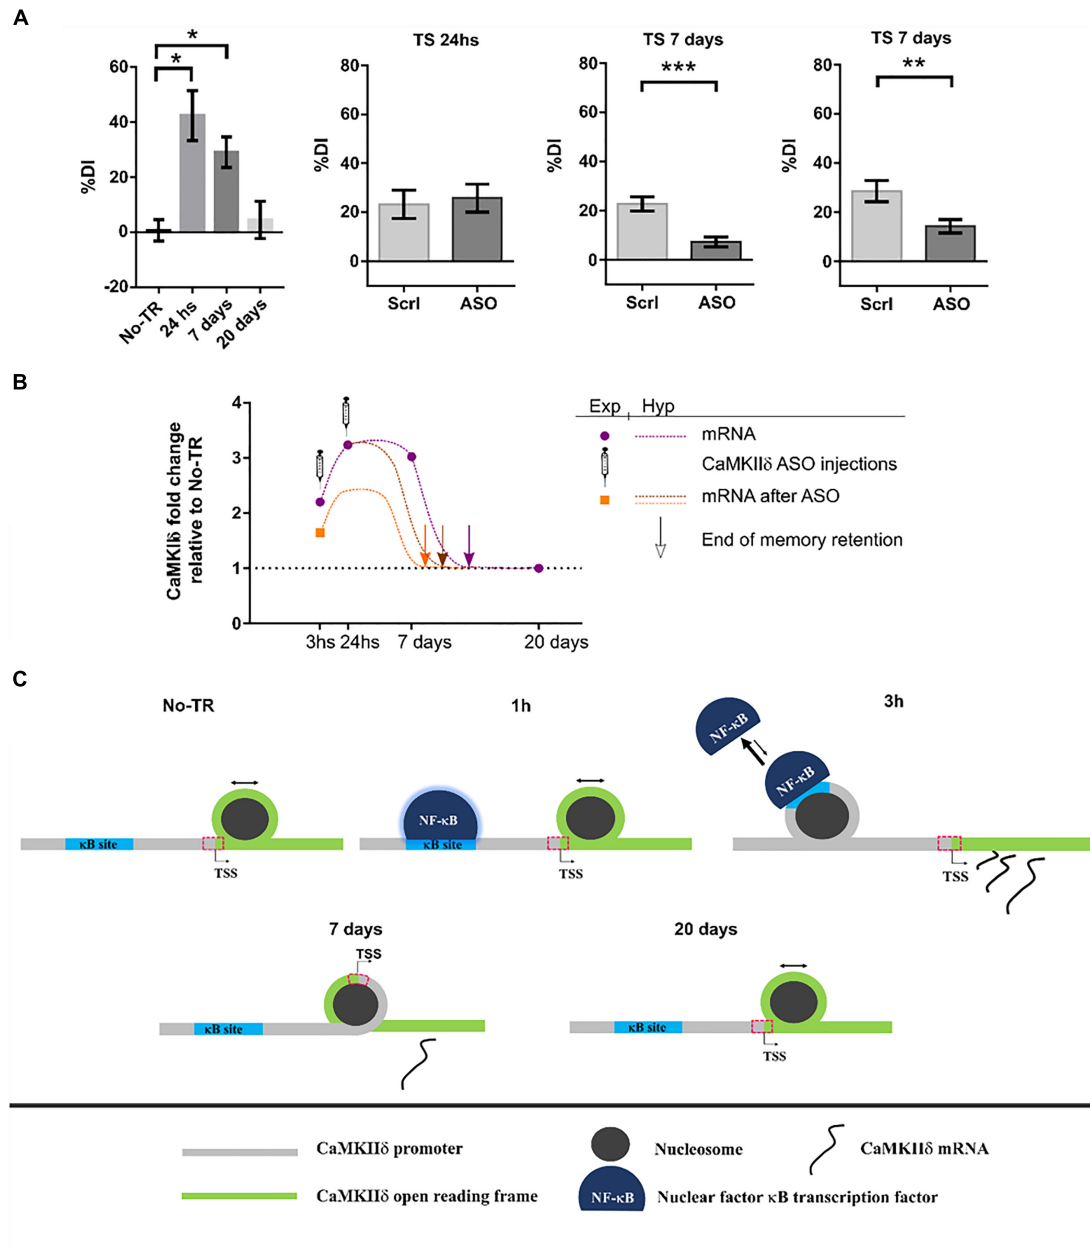 A
%DI
60
40
20
0
-20
No-TR
24 hs
7 days
20 days
*
*
TS 24hs
%DI
80
60
40
20
0
Scrl
ASO
TS 7 days
***
%DI
80
60
40
20
0
Scrl
ASO
TS 7 days
**
%DI
80
60
40
20
0
Scrl
ASO
B
CaMKIIδ fold change
relative to No-TR
4
3
2
1
0
3hs
24hs
7 days
20 days
Exp
Hyp
mRNA
CaMKIIδ ASO injections
mRNA after ASO
End of memory retention
C
No-TR
κB site
TSS
1h
NF-κB
κB site
TSS
3h
NF-κB
NF-κB
TSS
7 days
TSS
κB site
20 days
κB site
TSS
CaMKIIδ promoter
Nucleosome
CaMKIIδ mRNA
CaMKIIδ open reading frame
NF-κB
Nuclear factor κB transcription factor